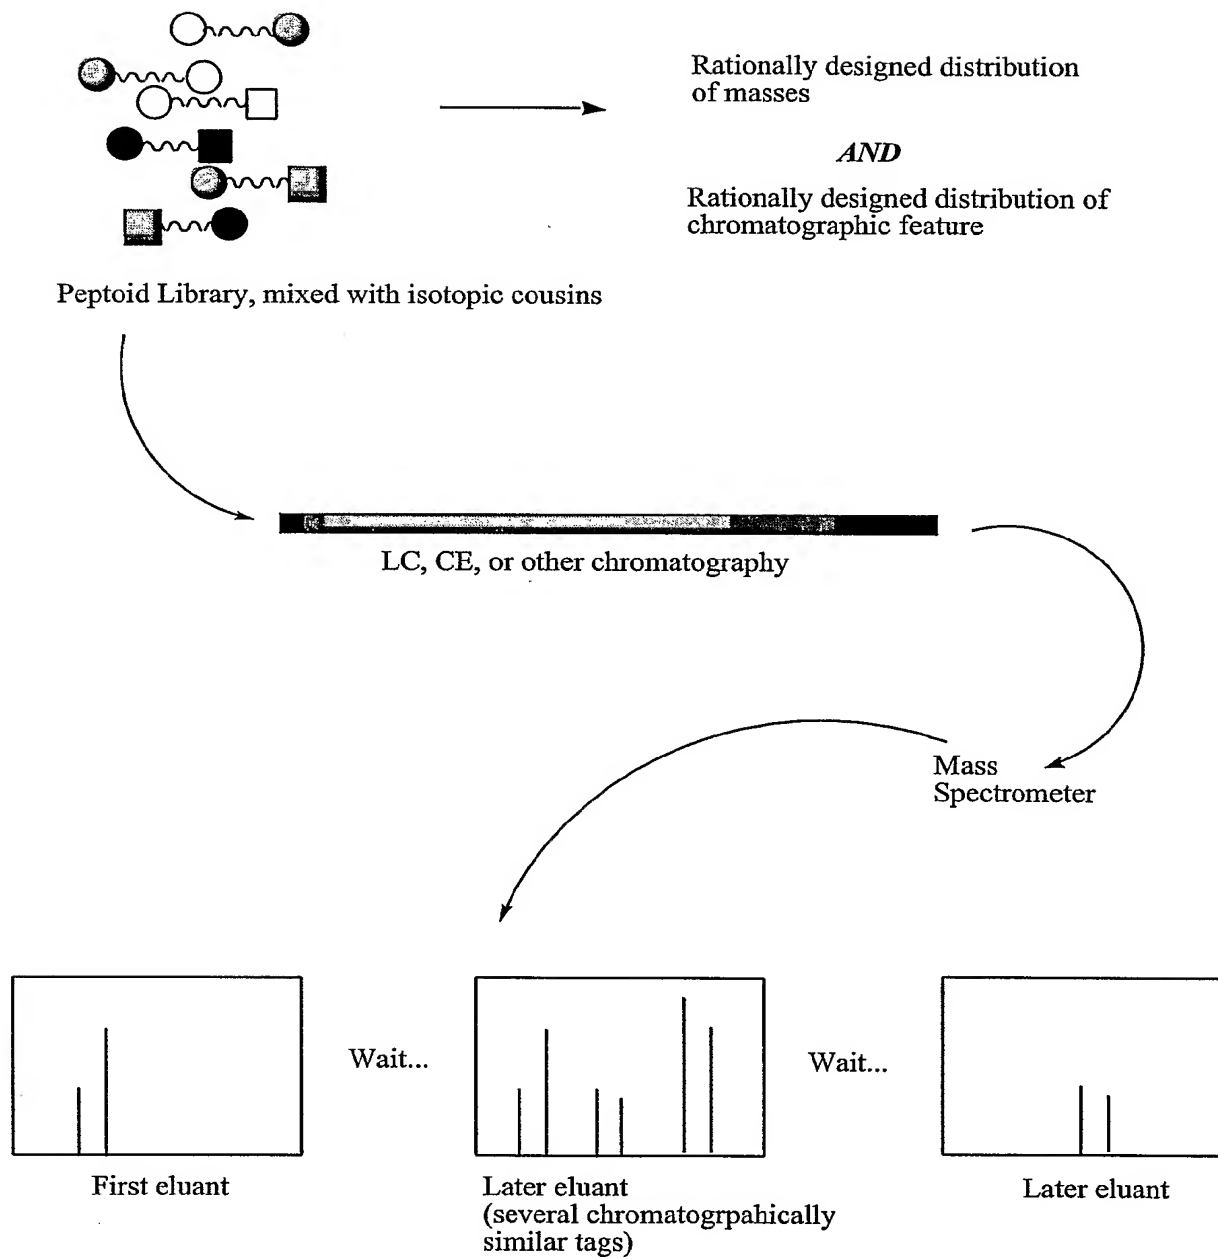 Rationally designed distribution
of masses
AND
Rationally designed distribution of
chromatographic feature
Peptoid Library, mixed with isotopic cousins
LC, CE, or other chromatography
Mass
Spectrometer
Wait...
Wait...
First eluant
Later eluant
(several chromatogrpahically
similar tags)
Later eluant